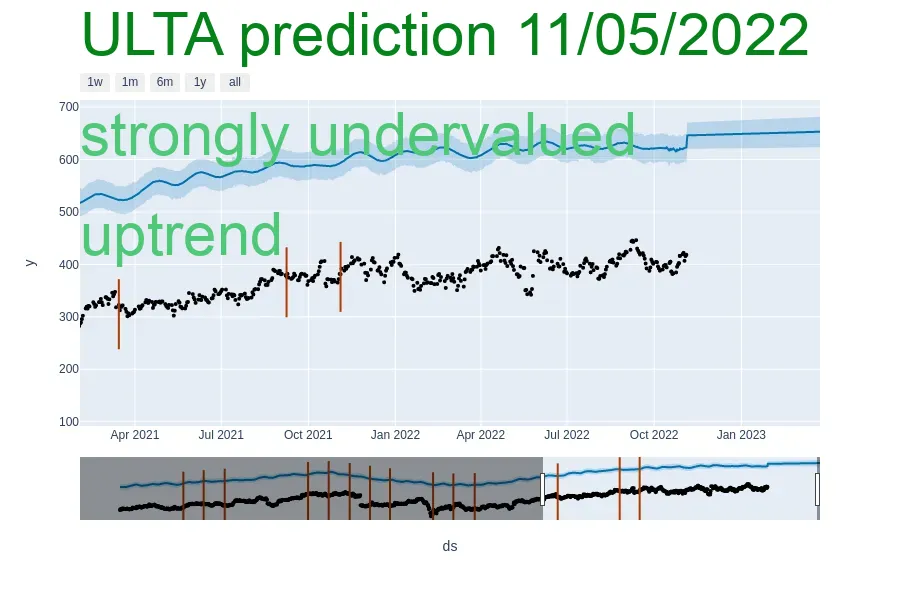 ULTA prediction 11/05/2022
1w 1m 6m 1y all
700
strongly undervalued
600
500
uptrend
y
400
300
200
100
Apr 2021 Jul 2021 Oct 2021 Jan 2022 Apr 2022 Jul 2022 Oct 2022 Jan 2023
ds